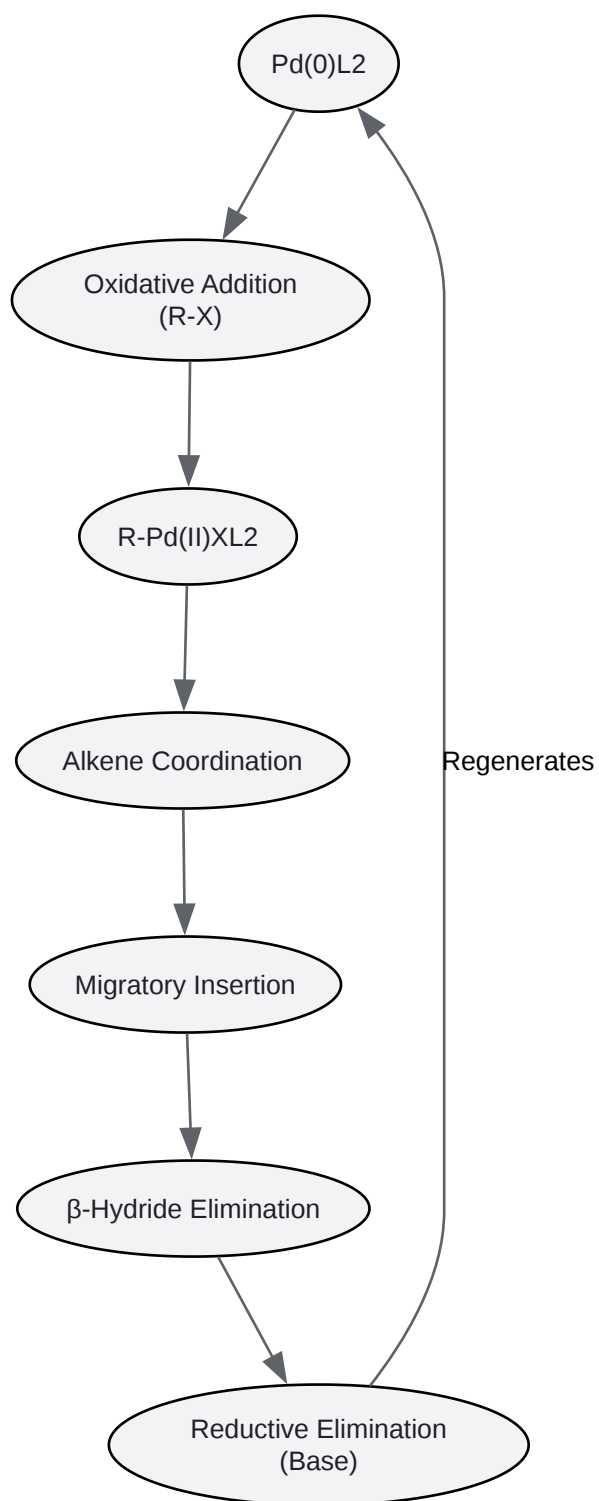 Pd(0)L2
Oxidative Addition
(R-X)
R-Pd(II)XL2
Alkene Coordination
Regenerates
Migratory Insertion
β-Hydride Elimination
Reductive Elimination
(Base)